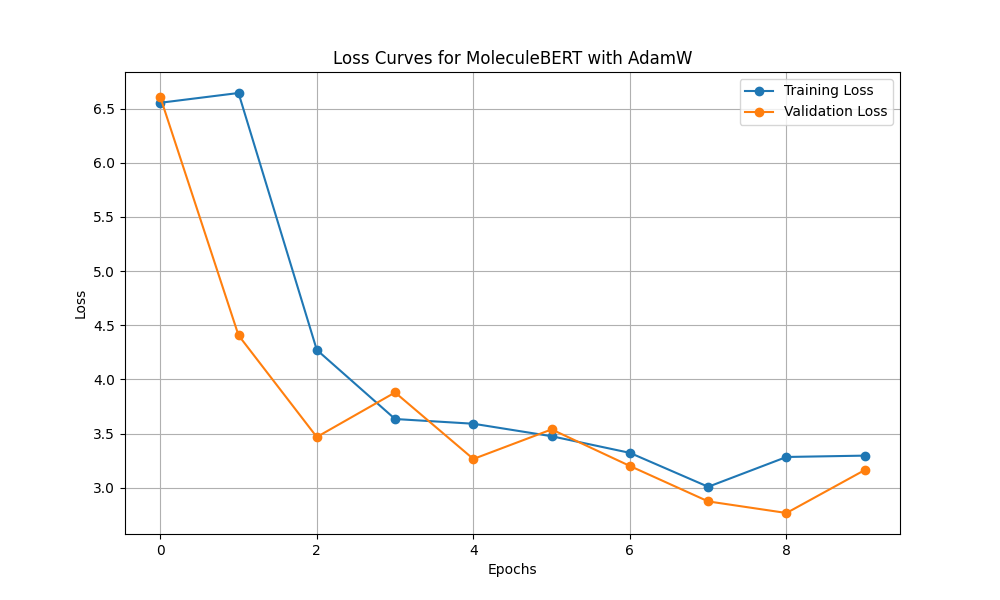 Loss Curves for MoleculeBERT with AdamW
Training Loss
Validation Loss
6.5
6.0
5.5
5.0
4.5
4.0
3.5
3.0
Loss
0 2 4 6 8
Epochs